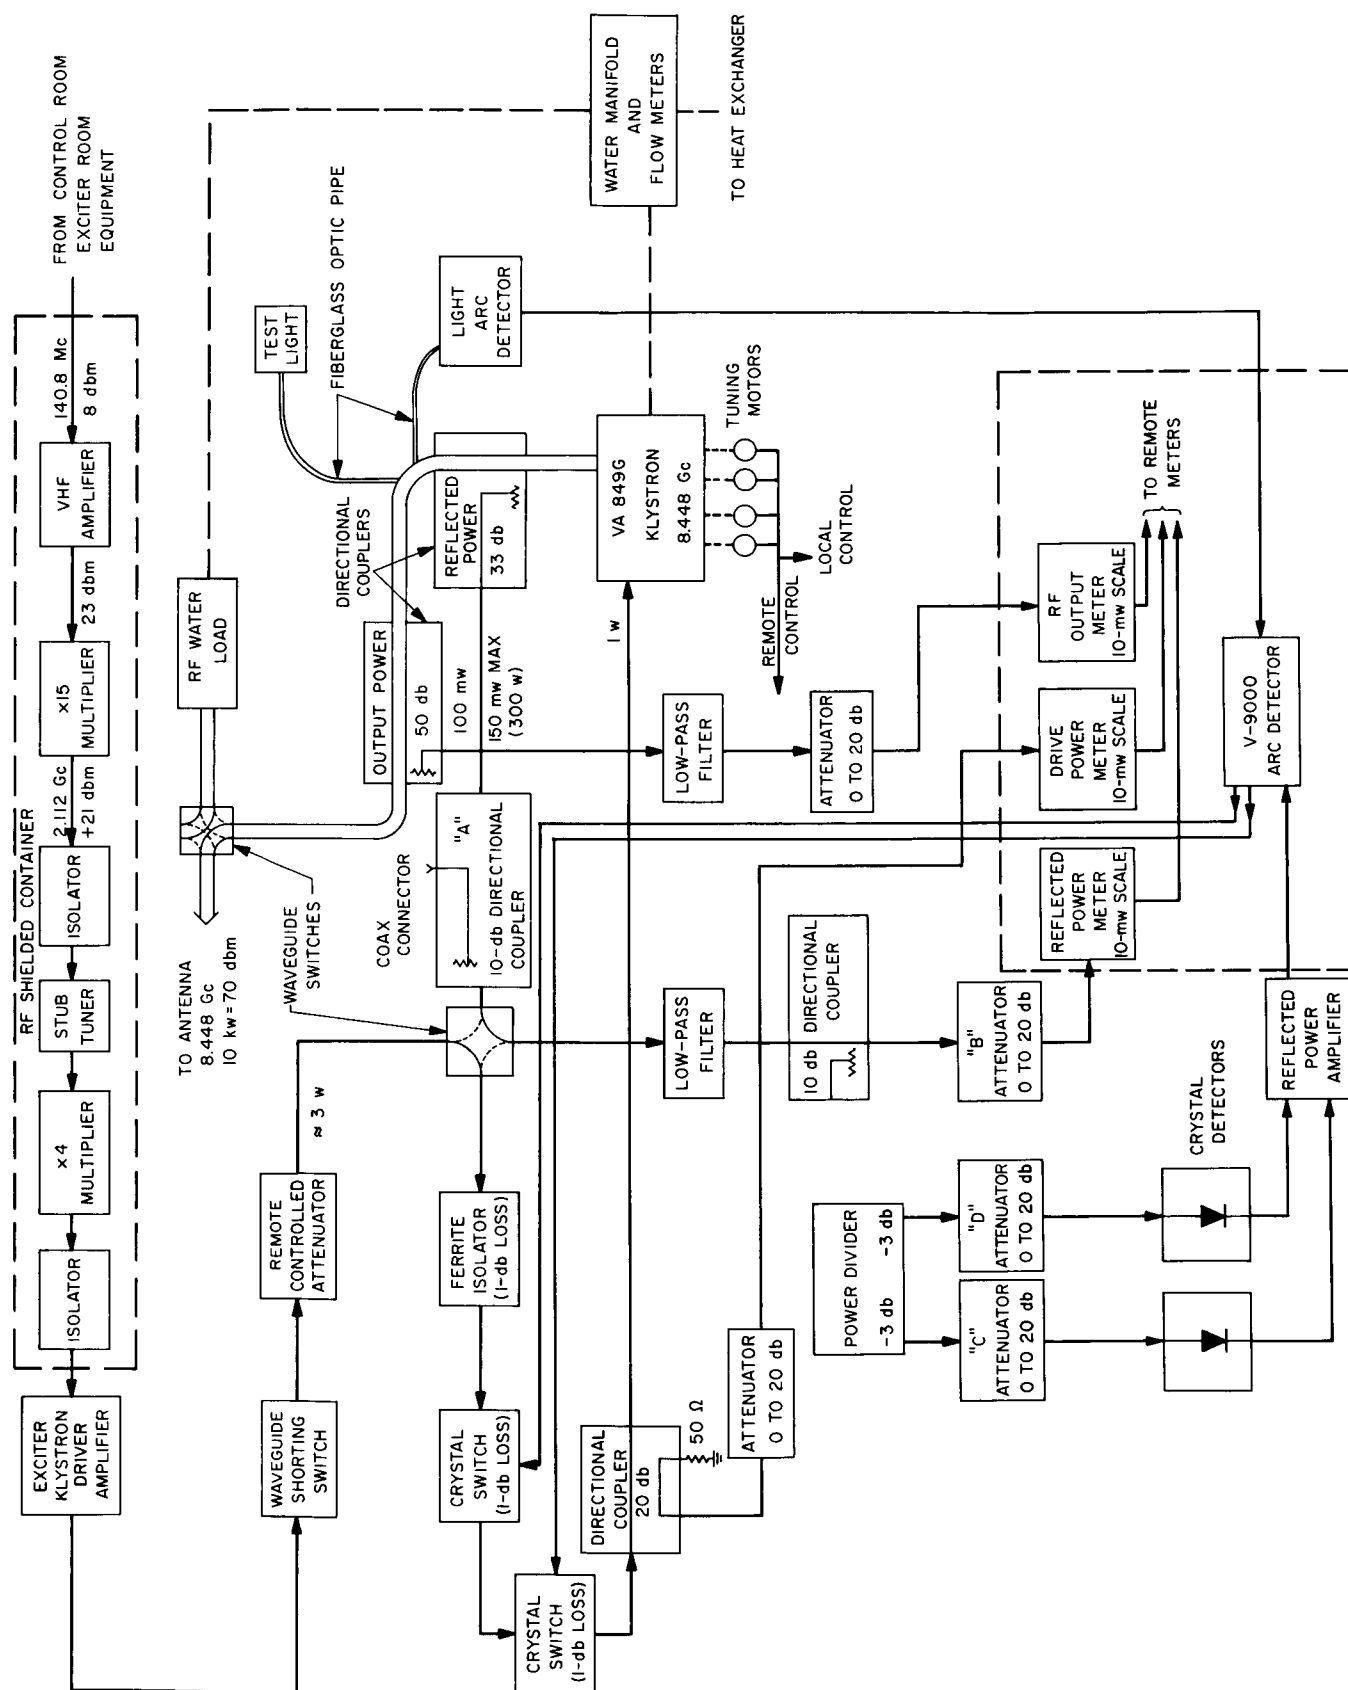 FROM CONTROL ROOM
EXCITER ROOM
EQUIPMENT
RF SHIELDED CONTAINER
140.8 Mc
8 dbm
VHF
AMPLIFIER
23 dbm
x15
MULTIPLIER
2.112 Gc
+21 dbm
ISOLATOR
STUB
TUNER
x4
MULTIPLIER
ISOLATOR
EXCITER
KLYSTRON
DRIVER
AMPLIFIER
WAVEGUIDE
SHORTING
SWITCH
REMOTE
CONTROLLED
ATTENUATOR
≈ 3 w
WAVEGUIDE
SWITCHES
TO ANTENNA
8.448 Gc
10 kw = 70 dbm
RF WATER
LOAD
TEST
LIGHT
FIBERGLASS OPTIC PIPE
LIGHT
ARC
DETECTOR
WATER MANIFOLD
AND
FLOW METERS
TO HEAT EXCHANGER
DIRECTIONAL
COUPLERS
REFLECTED
POWER
33 db
OUTPUT POWER
50 db
100 mw
150 mw MAX
(300 w)
COAX
CONNECTOR
"A"
10-db DIRECTIONAL
COUPLER
FERRITE
ISOLATOR
(1-db LOSS)
CRYSTAL
SWITCH
(1-db LOSS)
CRYSTAL
SWITCH
(1-db LOSS)
DIRECTIONAL
COUPLER
20 db
50 Ω
1 w
VA 849G
KLYSTRON
8.448 Gc
TUNING
MOTORS
LOCAL
CONTROL
REMOTE
CONTROL
LOW-PASS
FILTER
ATTENUATOR
0 TO 20 db
LOW-PASS
FILTER
10 db DIRECTIONAL
COUPLER
ATTENUATOR
0 TO 20 db
"B"
ATTENUATOR
0 TO 20 db
POWER DIVIDER
-3 db -3 db
"C"
ATTENUATOR
0 TO 20 db
"D"
ATTENUATOR
0 TO 20 db
CRYSTAL
DETECTORS
REFLECTED
POWER
AMPLIFIER
REFLECTED
POWER
METER
10-mw SCALE
DRIVE
POWER
METER
10-mw SCALE
RF
OUTPUT
METER
10-mw SCALE
TO REMOTE
METERS
V-9000
ARC DETECTOR